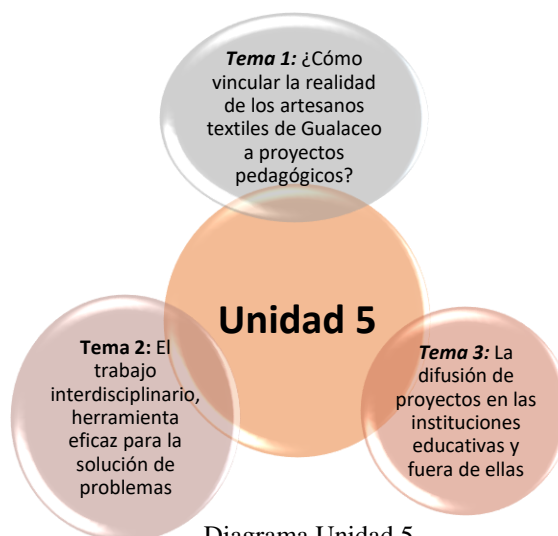 Tema 1: ¿Cómo
vincular la realidad
de los artesanos
textiles de Gualaceo
a proyectos
pedagógicos?
Unidad 5
Tema 2: El
trabajo
interdisciplinario,
herramienta
eficaz para la
solución de
problemas
Tema 3: La
difusión de
proyectos en las
instituciones
educativas y
fuera de ellas
Diagrama Unidad 5